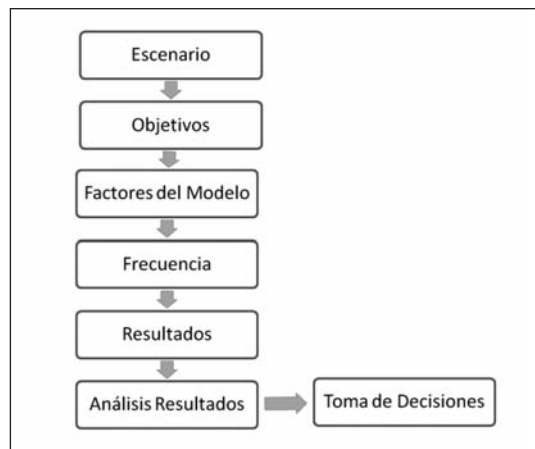 Escenario
Objetivos
Factores del Modelo
Frecuencia
Resultados
Análisis Resultados
Toma de Decisiones